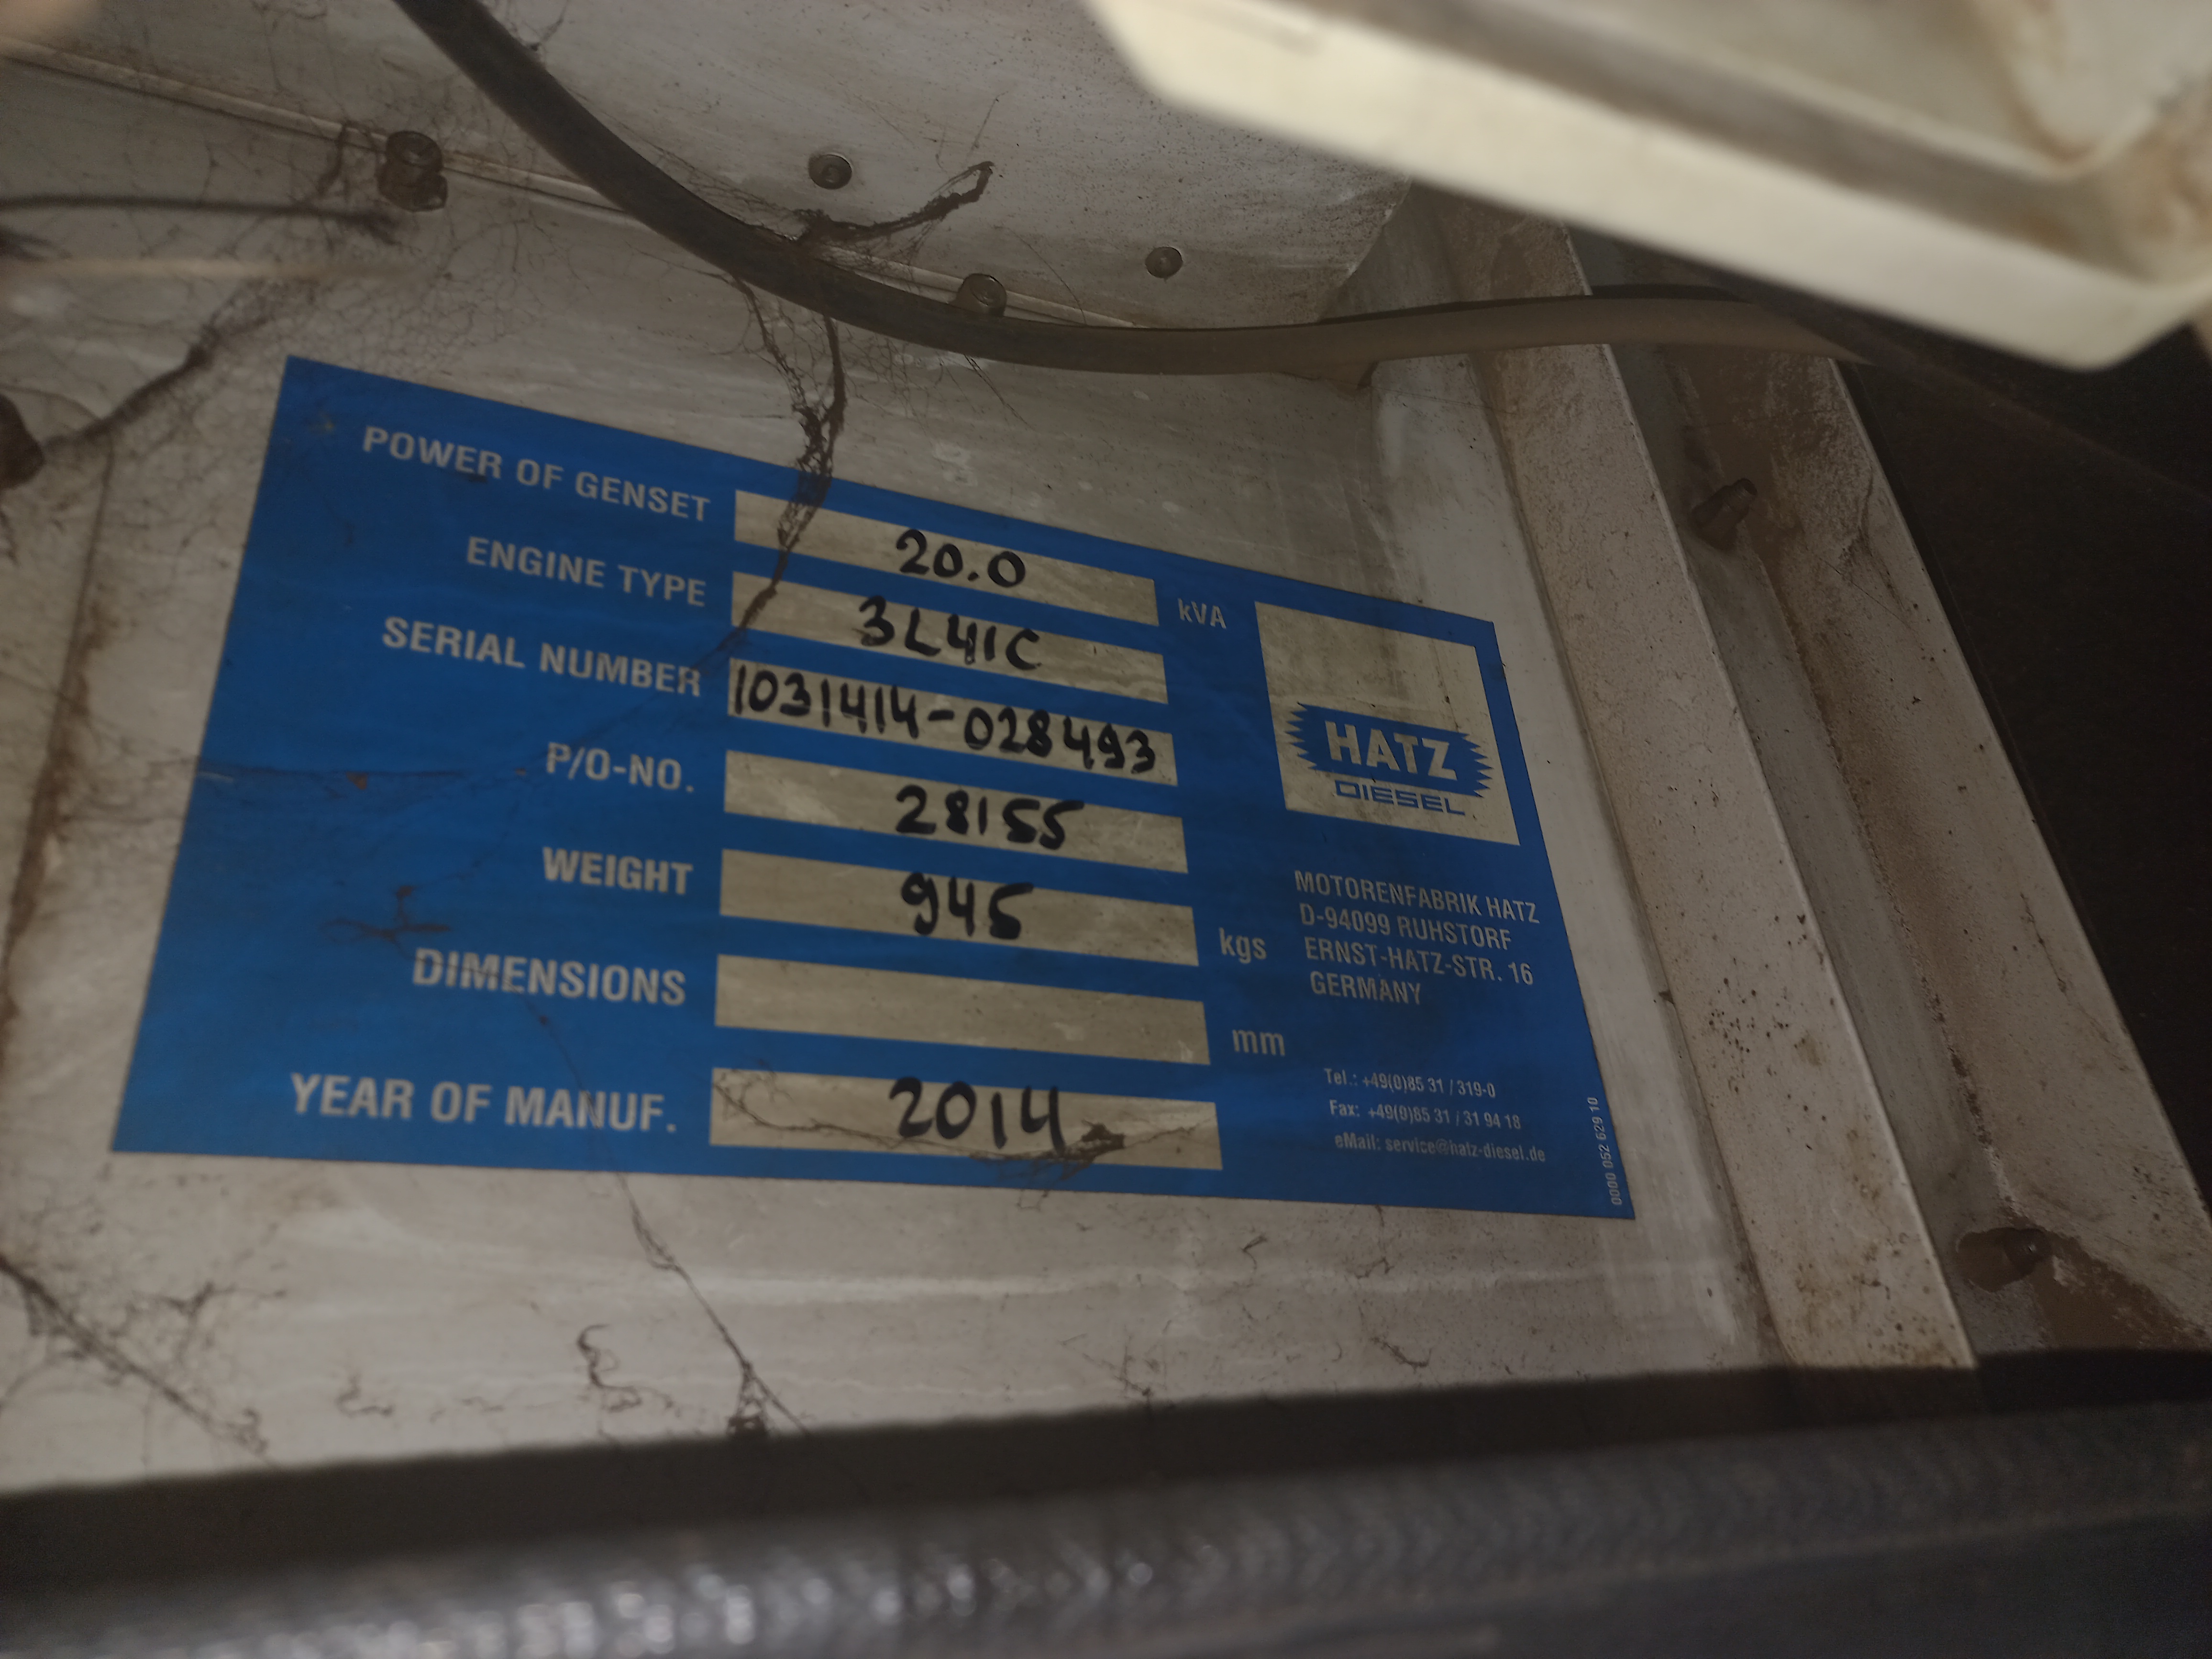 POWER OF GENSET 20.0 kVA
ENGINE TYPE 3L41C
SERIAL NUMBER 1031414-028493
P/O-NO. 28155
WEIGHT 945 kgs
DIMENSIONS mm
YEAR OF MANUF. 2014
HATZ
DIESEL
MOTORENFABRIK HATZ
D-94099 RUHSTORF
ERNST-HATZ-STR. 16
GERMANY
Tel.: +49(0)85 31 / 319-0
Fax: +49(0)85 31 / 31 94 18
eMail: service@hatz-diesel.de
0000 052 629 10